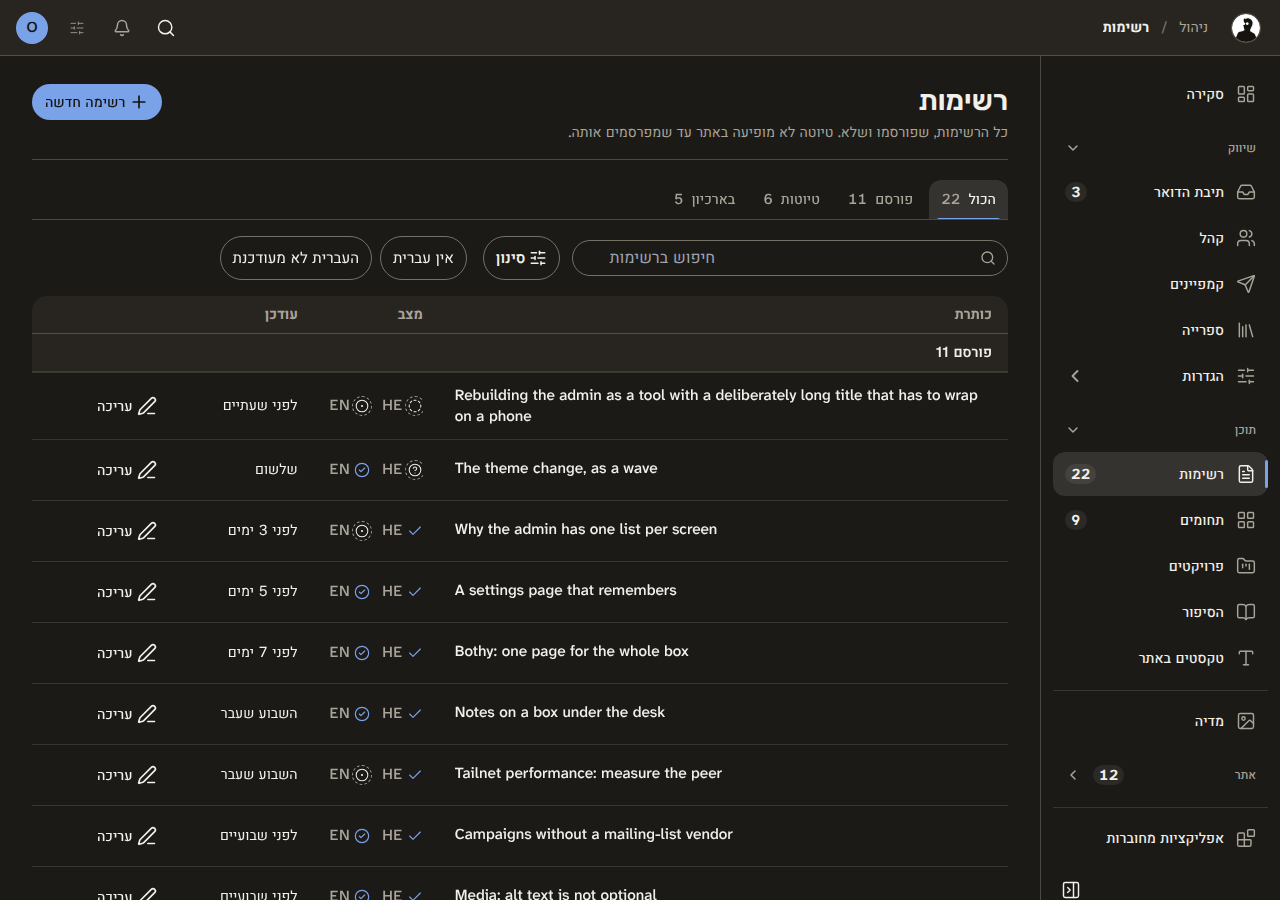 ניהול / רשימות
O
סקירה
שיווק
תיבת הדואר 3
קהל
קמפיינים
ספרייה
הגדרות
תוכן
רשימות 22
תחומים 9
פרויקטים
הסיפור
טקסטים באתר
מדיה
אתר 12
אפליקציות מחוברות
רשימות
רשימה חדשה
כל הרשימות, שפורסמו ושלא. טיוטה לא מופיעה באתר עד שמפרסמים אותה.
הכול 22 פורסם 11 טיוטות 6 בארכיון 5
חיפוש ברשימות סינון אין עברית העברית לא מעודכנת
כותרת מצב עודכן
פורסם 11
Rebuilding the admin as a tool with a deliberately long title that has to wrap
on a phone HE EN לפני שעתיים עריכה
The theme change, as a wave HE EN שלשום עריכה
Why the admin has one list per screen HE EN לפני 3 ימים עריכה
A settings page that remembers HE EN לפני 5 ימים עריכה
Bothy: one page for the whole box HE EN לפני 7 ימים עריכה
Notes on a box under the desk HE EN השבוע שעבר עריכה
Tailnet performance: measure the peer HE EN השבוע שעבר עריכה
Campaigns without a mailing-list vendor HE EN לפני שבועיים עריכה
Media: alt text is not optional HE EN לפני שבועיים עריכה